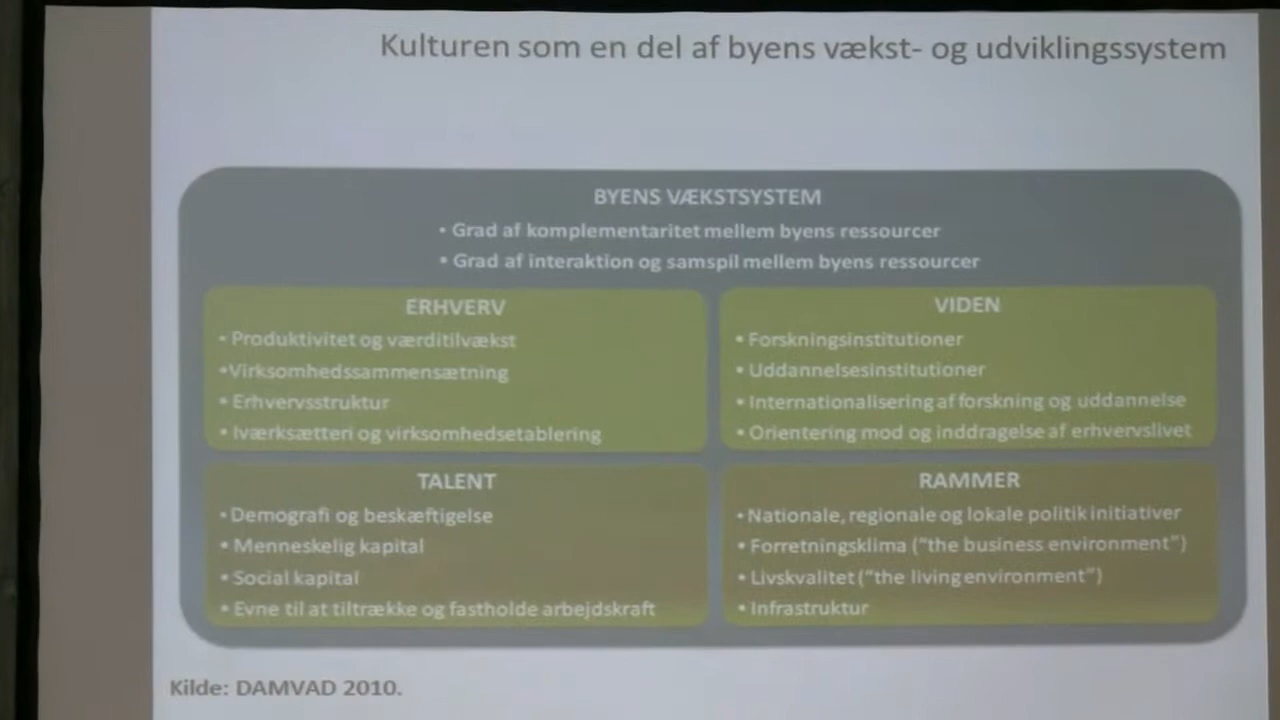 Kulturen som en del af byens vækst- og udviklingssystem
BYENS VÆKSTSYSTEM
• Grad af komplementaritet mellem byens ressourcer
• Grad af interaktion og samspil mellem byens ressourcer
ERHVERV
• Produktivitet og værditilvækst
•Virksomhedssammensætning
• Erhvervsstruktur
• Iværksætteri og virksomhedsetablering
VIDEN
• Forskningsinstitutioner
• Uddannelsesinstitutioner
• Internationalisering af forskning og uddannelse
• Orientering mod og inddragelse af erhvervslivet
TALENT
• Demografi og beskæftigelse
• Menneskelig kapital
• Social kapital
• Evne til at tiltrække og fastholde arbejdskraft
RAMMER
• Nationale, regionale og lokale politik initiativer
• Forretningsklima ("the business environment")
• Livskvalitet ("the living environment")
• Infrastruktur
Kilde: DAMVAD 2010.